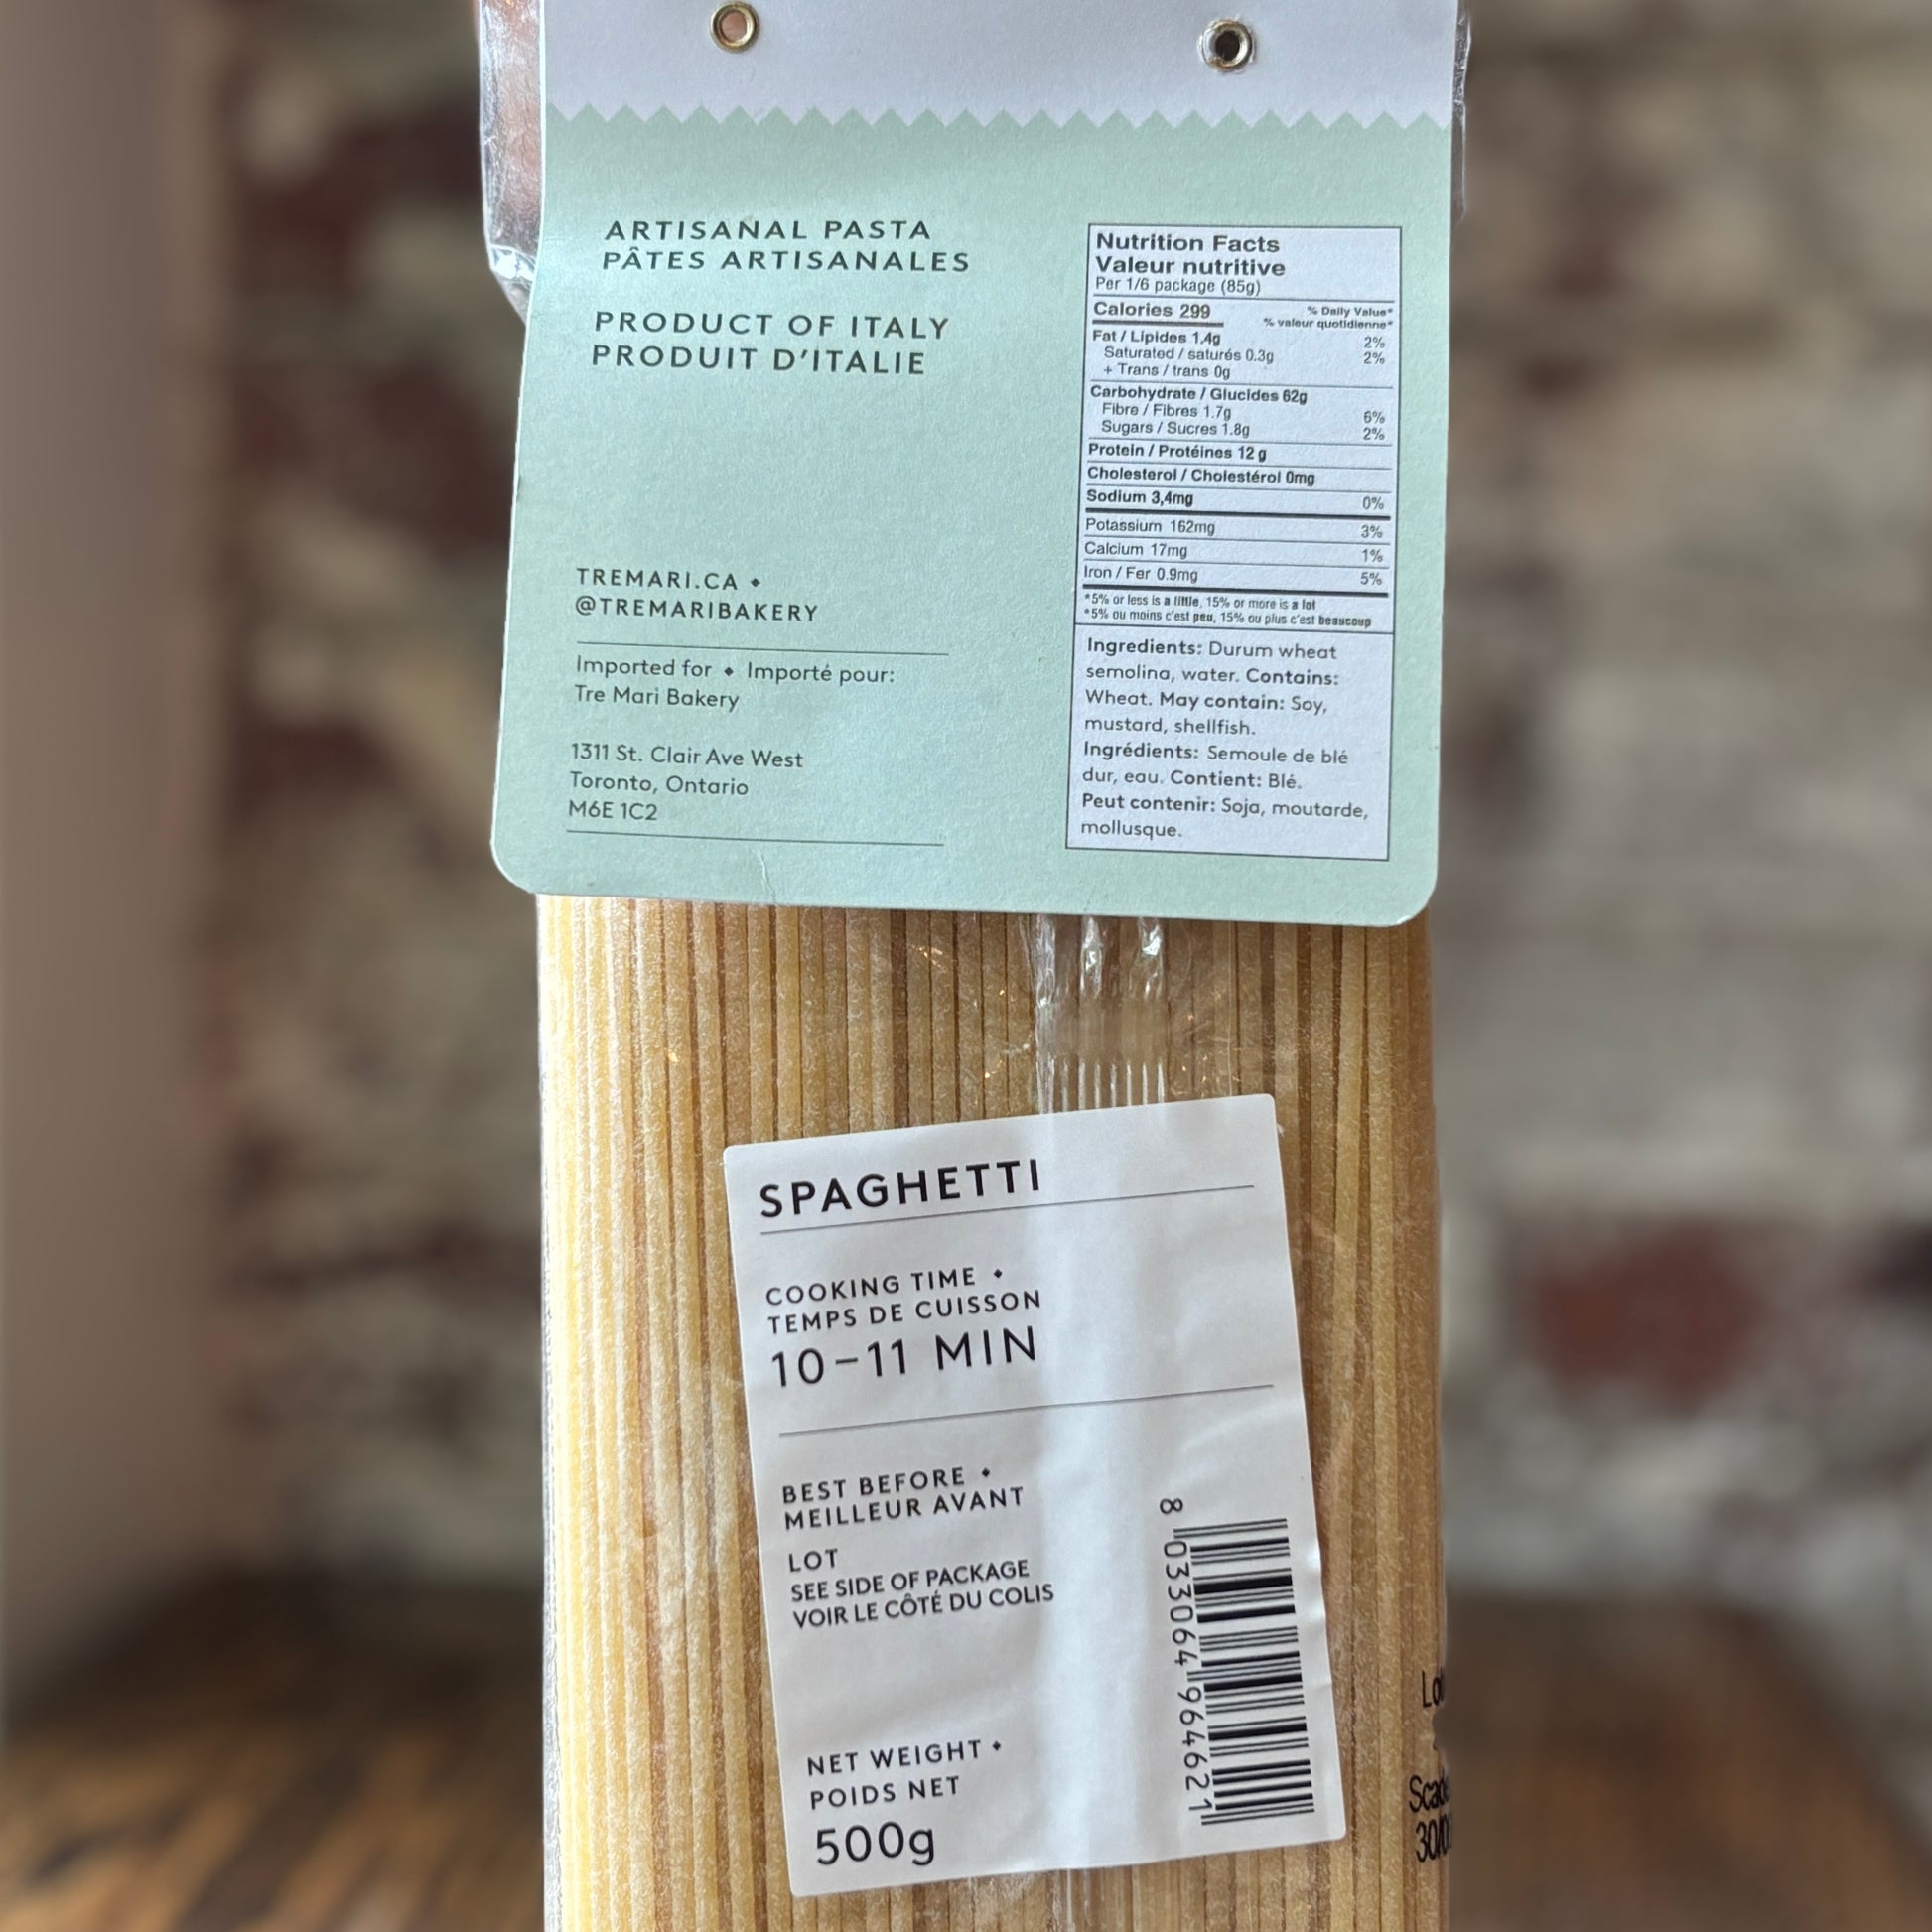 ARTISANAL PASTA
PÂTES ARTISANALES
PRODUCT OF ITALY
PRODUIT D'ITALIE
TREMARI.CA ⬥
@TREMARIBAKERY
Imported for ⬥ Importé pour:
Tre Mari Bakery
1311 St. Clair Ave West
Toronto, Ontario
M6E 1C2
Nutrition Facts
Valeur nutritive
Per 1/6 package (85g)
Calories 299
% Daily Value*
% valeur quotidienne*
Fat / Lipides 1.4g 2%
Saturated / saturés 0.3g 2%
+ Trans / trans 0g
Carbohydrate / Glucides 62g
Fibre / Fibres 1.7g 6%
Sugars / Sucres 1.8g 2%
Protein / Protéines 12 g
Cholesterol / Cholestérol 0mg
Sodium 3,4mg 0%
Potassium 162mg 3%
Calcium 17mg 1%
Iron / Fer 0.9mg 5%
*5% or less is a little, 15% or more is a lot
*5% ou moins c'est peu, 15% ou plus c'est beaucoup
Ingredients: Durum wheat
semolina, water. Contains:
Wheat. May contain: Soy,
mustard, shellfish.
Ingrédients: Semoule de blé
dur, eau. Contient: Blé.
Peut contenir: Soja, moutarde,
mollusque.
SPAGHETTI
COOKING TIME ⬥
TEMPS DE CUISSON
10–11 MIN
BEST BEFORE ⬥
MEILLEUR AVANT
LOT
SEE SIDE OF PACKAGE
VOIR LE CÔTÉ DU COLIS
NET WEIGHT ⬥
POIDS NET
500g
8 033064 964621